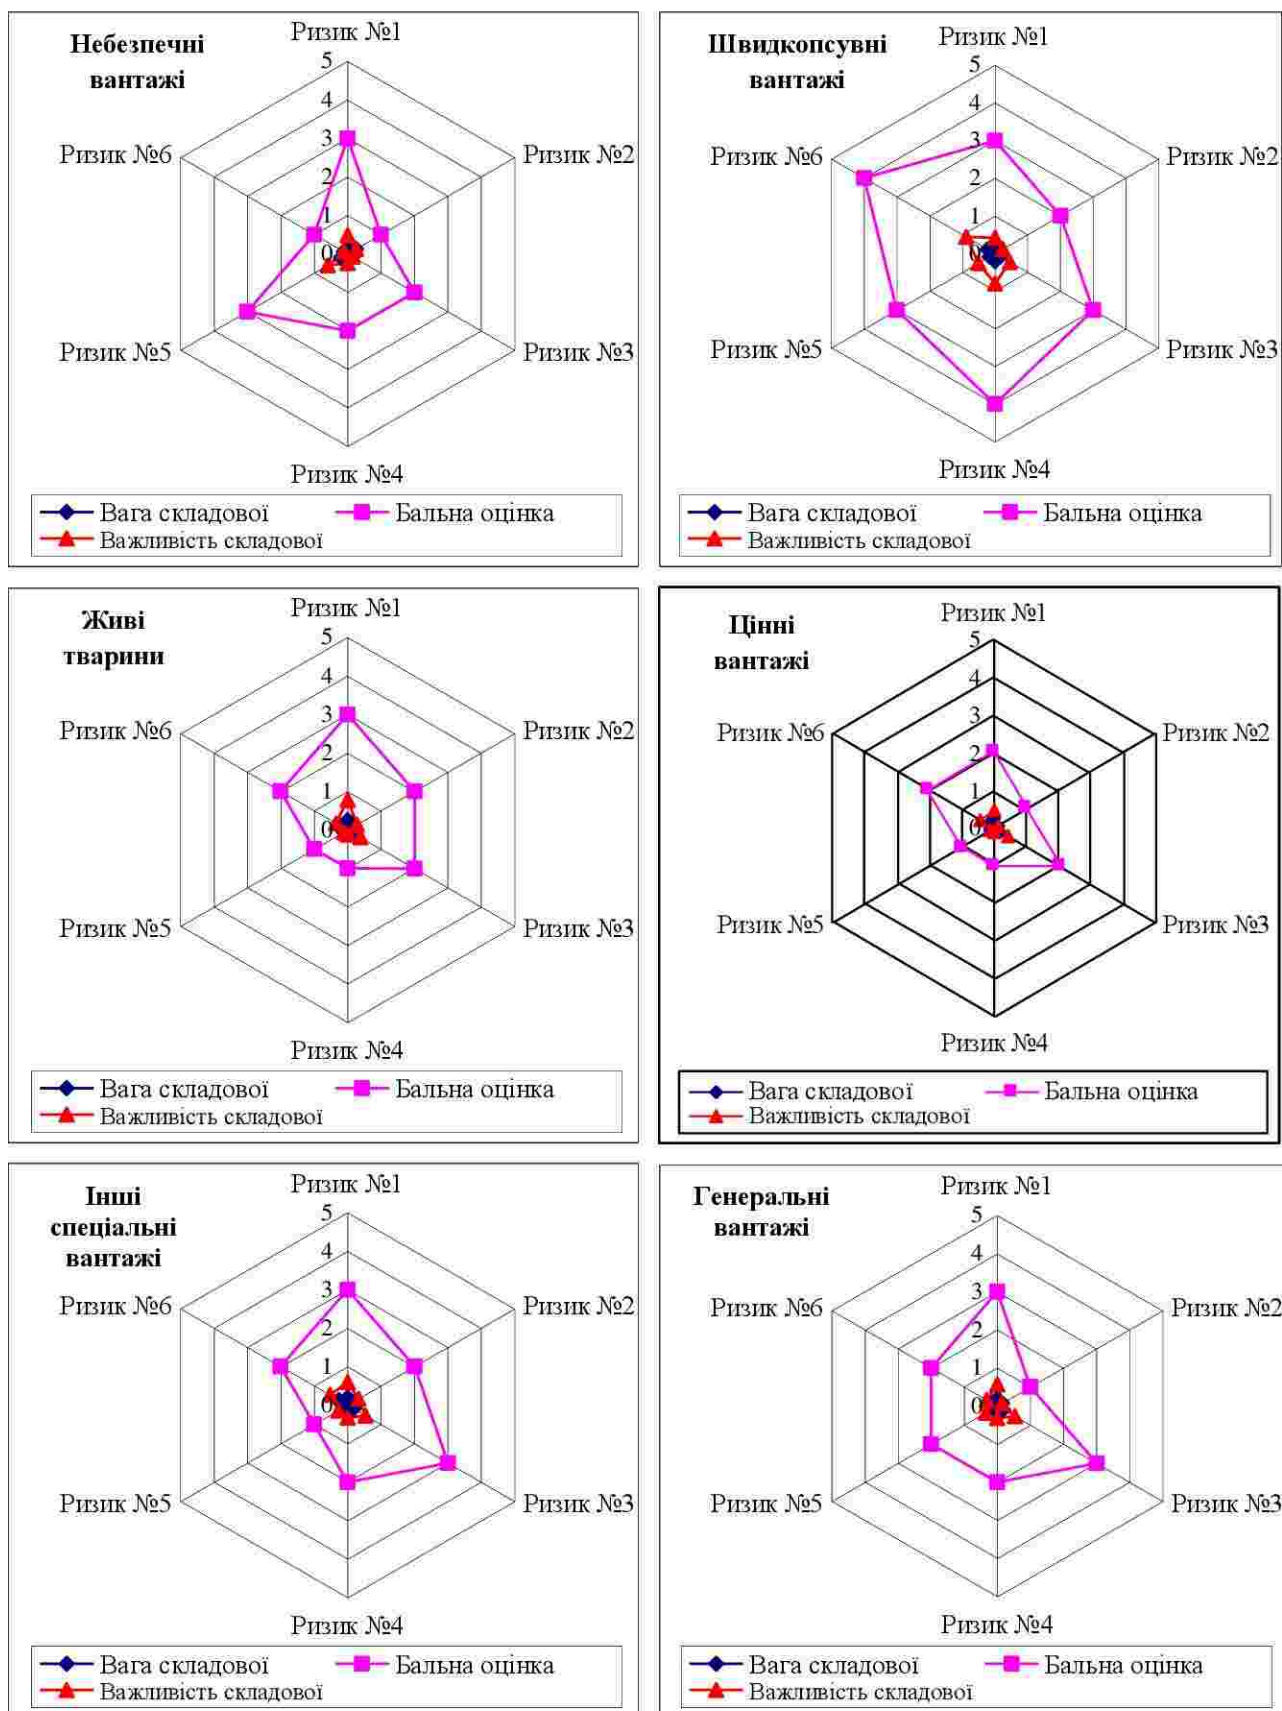 Небезпечні
вантажі
Ризик №1
5
4
3
2
1
0
Ризик №2
Ризик №3
Ризик №4
Ризик №5
Ризик №6
Вага складової
Бальна оцінка
Важливість складової
Швидкопсувні
вантажі
Ризик №1
5
4
3
2
1
0
Ризик №2
Ризик №3
Ризик №4
Ризик №5
Ризик №6
Вага складової
Бальна оцінка
Важливість складової
Живі
тварини
Ризик №1
5
4
3
2
1
0
Ризик №2
Ризик №3
Ризик №4
Ризик №5
Ризик №6
Вага складової
Бальна оцінка
Важливість складової
Цінні
вантажі
Ризик №1
5
4
3
2
1
0
Ризик №2
Ризик №3
Ризик №4
Ризик №5
Ризик №6
Вага складової
Бальна оцінка
Важливість складової
Інші
спеціальні
вантажі
Ризик №1
5
4
3
2
1
0
Ризик №2
Ризик №3
Ризик №4
Ризик №5
Ризик №6
Вага складової
Бальна оцінка
Важливість складової
Генеральні
вантажі
Ризик №1
5
4
3
2
1
0
Ризик №2
Ризик №3
Ризик №4
Ризик №5
Ризик №6
Вага складової
Бальна оцінка
Важливість складової